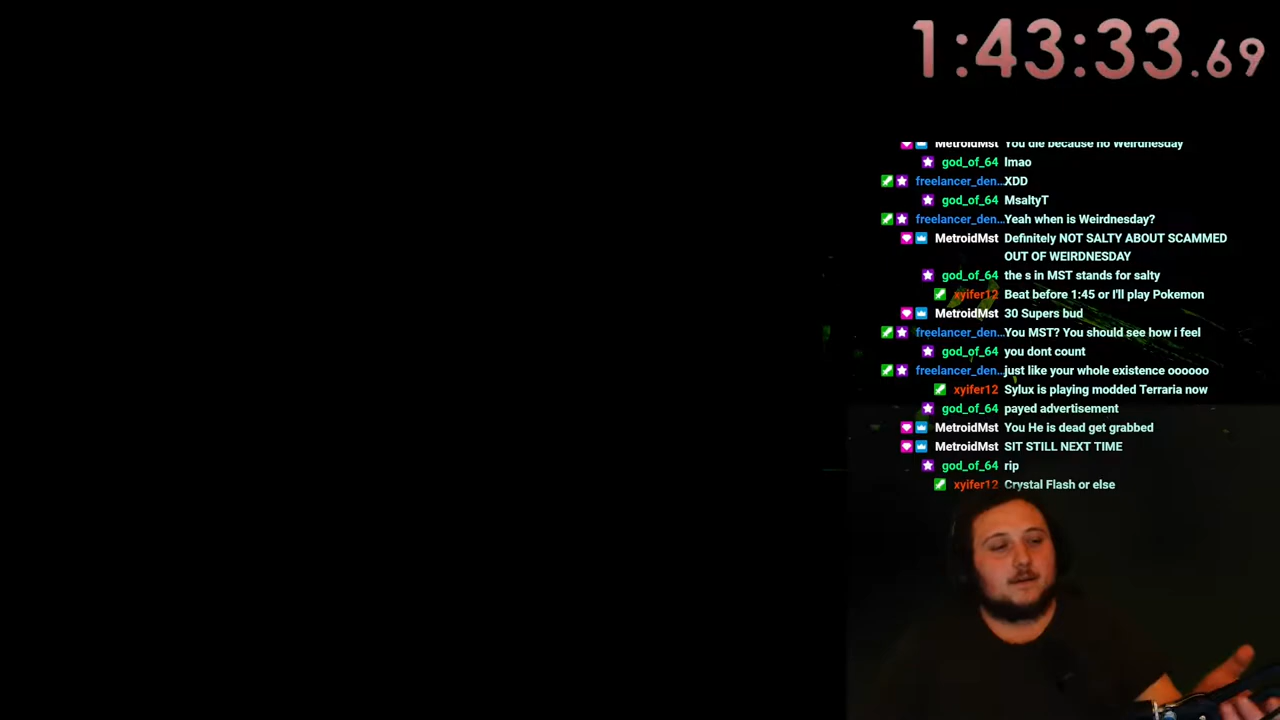 1:43:33.69
MetroidMst You die because no Weirdnesday
god_of_64 lmao
freelancer_den... XDD
god_of_64 MsaltyT
freelancer_den... Yeah when is Weirdnesday?
MetroidMst Definitely NOT SALTY ABOUT SCAMMED
OUT OF WEIRDNESDAY
god_of_64 the s in MST stands for salty
xyifer12 Beat before 1:45 or I'll play Pokemon
MetroidMst 30 Supers bud
freelancer_den... You MST? You should see how i feel
god_of_64 you dont count
freelancer_den... just like your whole existence oooooo
xyifer12 Sylux is playing modded Terraria now
god_of_64 payed advertisement
MetroidMst You He is dead get grabbed
MetroidMst SIT STILL NEXT TIME
god_of_64 rip
xyifer12 Crystal Flash or else